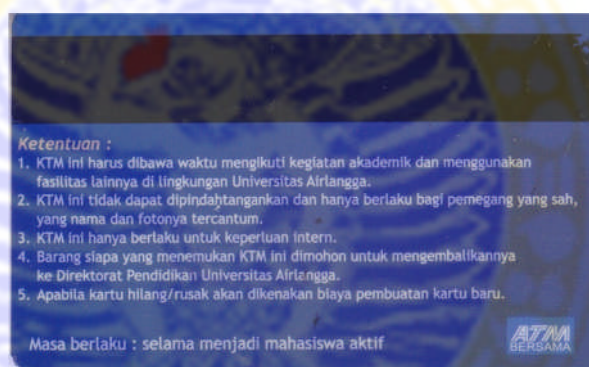 Ketentuan :
1. KTM ini harus dibawa waktu mengikuti kegiatan akademik dan menggunakan
fasilitas lainnya di lingkungan Universitas Airlangga.
2. KTM ini tidak dapat dipindahtangankan dan hanya berlaku bagi pemegang yang sah,
yang nama dan fotonya tercantum.
3. KTM ini hanya berlaku untuk keperluan intern.
4. Barang siapa yang menemukan KTM ini dimohon untuk mengembalikannya
ke Direktorat Pendidikan Universitas Airlangga.
5. Apabila kartu hilang/rusak akan dikenakan biaya pembuatan kartu baru.
Masa berlaku : selama menjadi mahasiswa aktif
ATM
BERSAMA